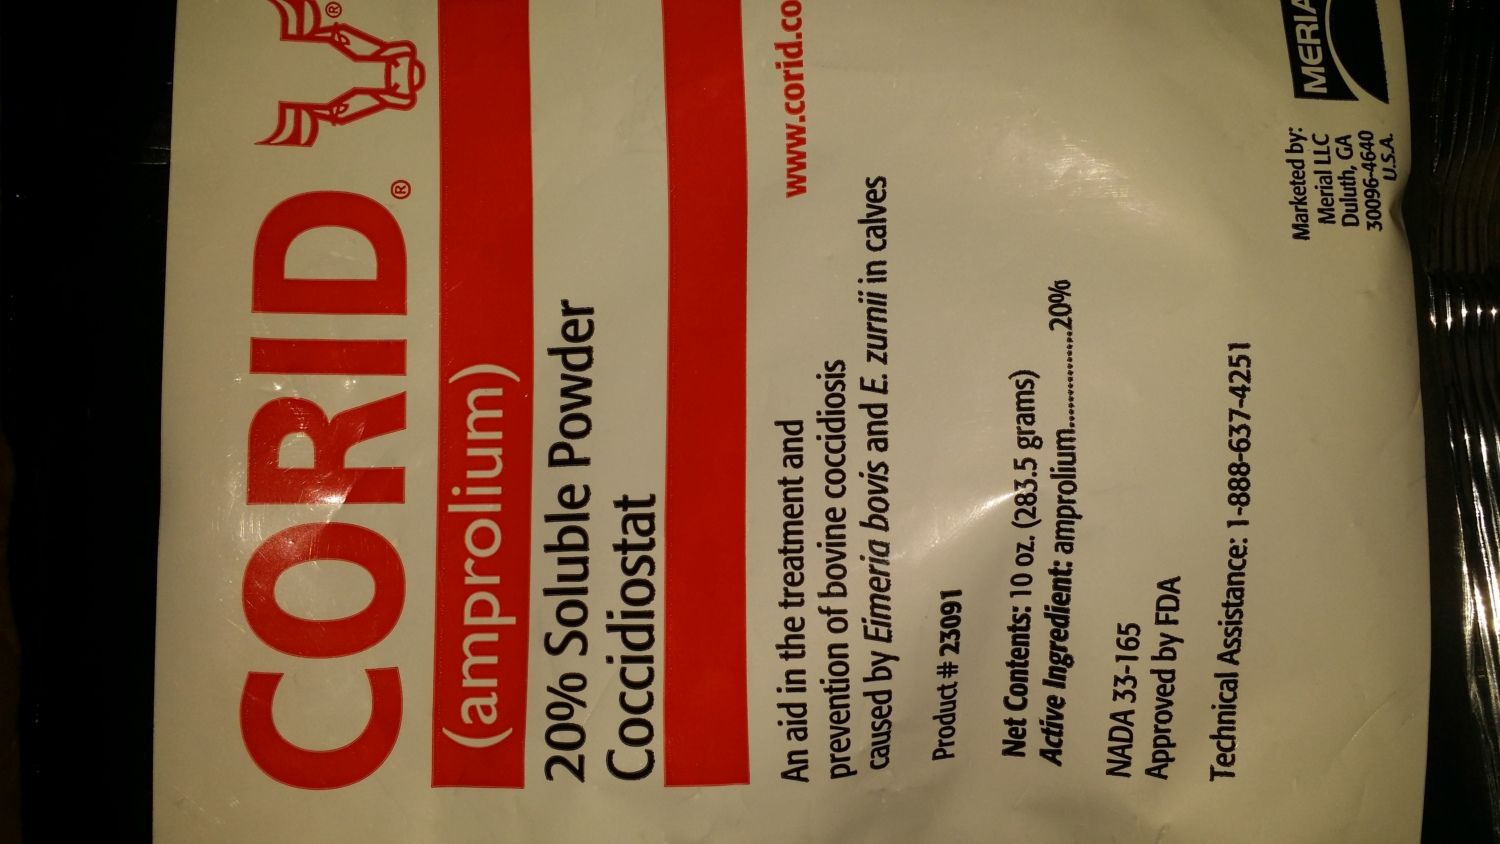 CORID®
®
(amprolium)
20% Soluble Powder
Coccidiostat
www.corid.co
An aid in the treatment and
prevention of bovine coccidiosis
caused by Eimeria bovis and E. zurnii in calves
Product # 23091
Net Contents: 10 oz. (283.5 grams)
Active Ingredient: amprolium................20%
NADA 33-165
Approved by FDA
Technical Assistance: 1-888-637-4251
Marketed by:
Merial LLC
Duluth, GA
30096-4640
U.S.A.
MERIA